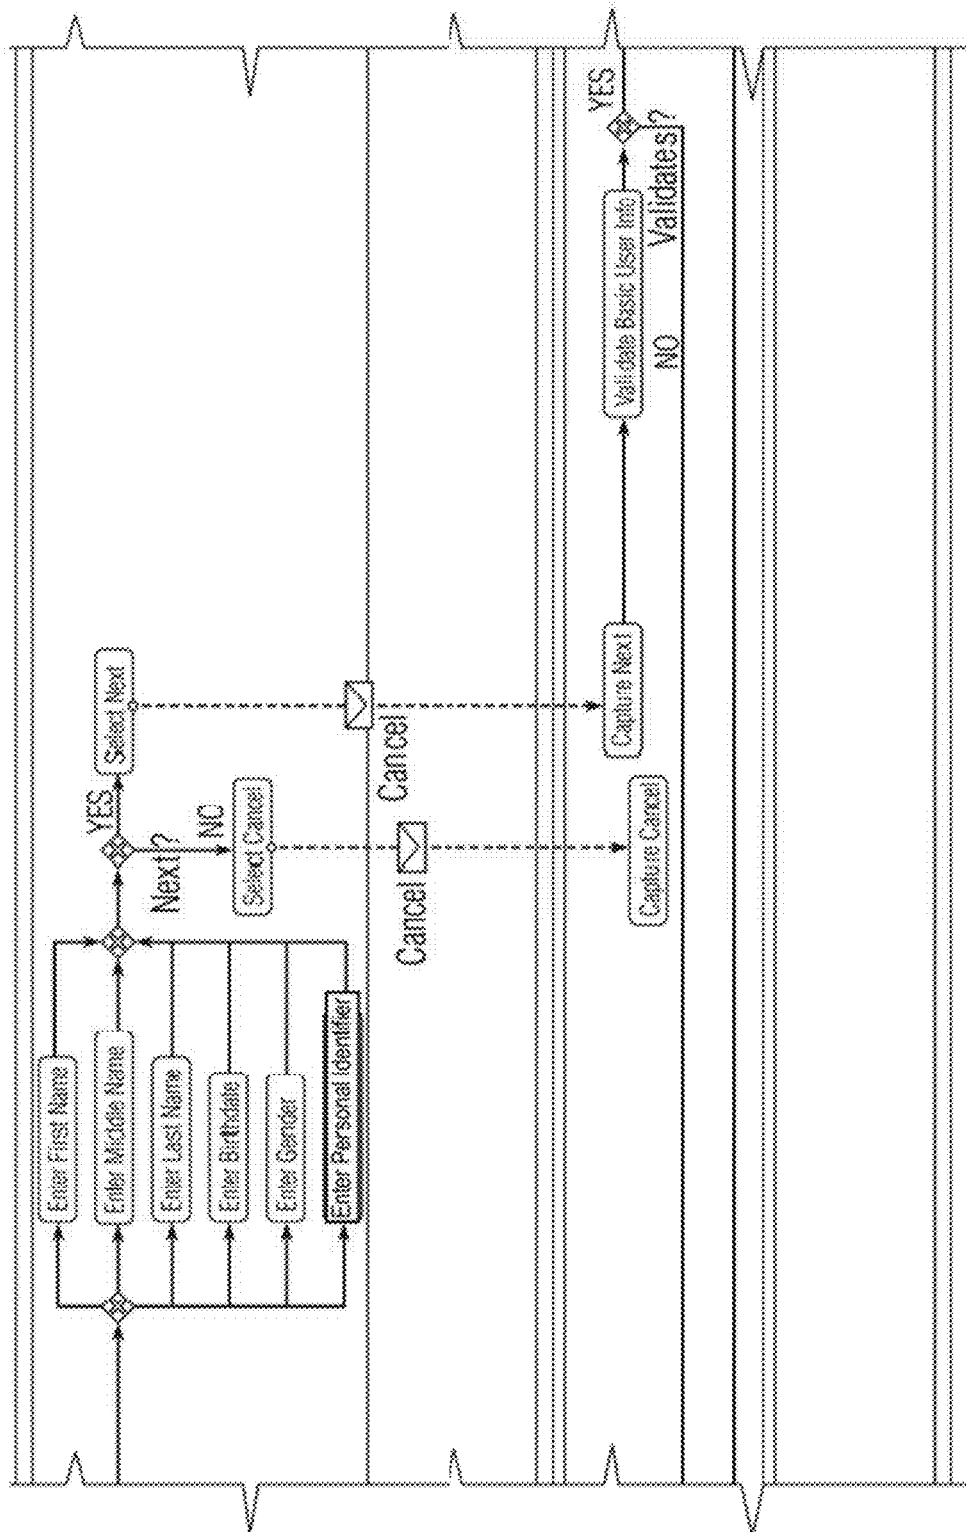 Enter First Name
Enter Middle Name
Enter Last Name
Enter Birthdate
Enter Gender
Enter Personal Identifier
Next?
YES
NO
Select Next
Select Cancel
Cancel
Cancel
Capture Cancel
Capture Next
Validate Basic User Info
Validates?
YES
NO